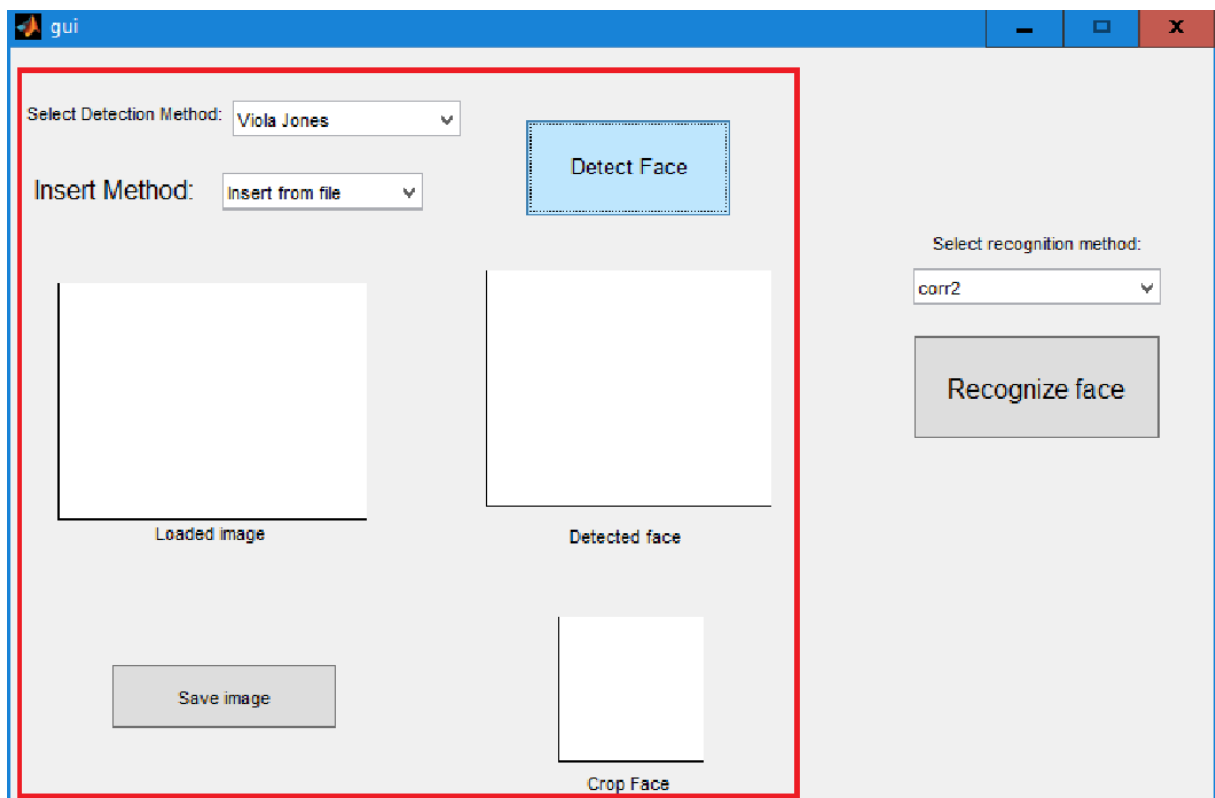 gui
Select Detection Method: Viola Jones
Detect Face
Insert Method: Insert from file
Select recognition method:
corr2
Recognize face
Loaded image
Detected face
Save image
Crop Face